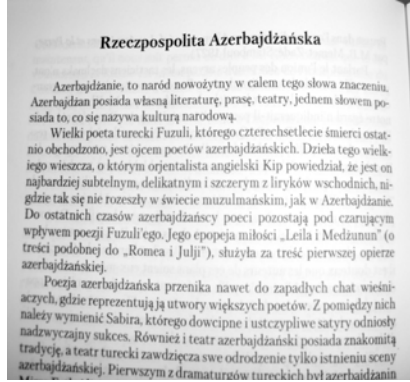 Rzeczpospolita Azerbajdżańska
Azerbajdżanie, to naród nowożytny w calem tego słowa znaczeniu.
Azerbajdżan posiada własną literaturę, prasę, teatry, jednem słowem po-
siada to, co się nazywa kulturą narodową.
Wielki poeta turecki Fuzuli, którego czterechsetlecie śmierci ostat-
nio obchodzono, jest ojcem poetów azerbajdżańskich. Dzieła tego wielk-
iego wieszcza, o którym orjentalista angielski Kip powiedział, że jest on
najbardziej subtelnym, delikatnym i szczerym z liryków wschodnich, ni-
gdzie tak się nie rozeszły w świecie muzulmańskim, jak w Azerbajdżanie.
Do ostatnich czasów azerbajdżańscy poeci pozostają pod czarującym
wpływem poezji Fuzuli'ego. Jego epopeja miłości „Leila i Medżunun" (o
treści podobnej do „Romea i Julji"), służyła za treść pierwszej opierze
azerbajdżańskiej.
Poezja azerbajdżańska przenika nawet do zapadłych chat wieśni-
aczych, gdzie reprezentują ją utwory większych poetów. Z pomiędzy nich
należy wymienić Sabira, którego dowcipne i ustczypliwe satyry odniosły
nadzwyczajny sukces. Również i teatr azerbajdżański posiada znakomitą
tradycję, a teatr turecki zawdzięcza swe odrodzenie tylko istnieniu sceny
azerbajdżańskiej. Pierwszym z dramaturgów tureckich był azerbajdżanin